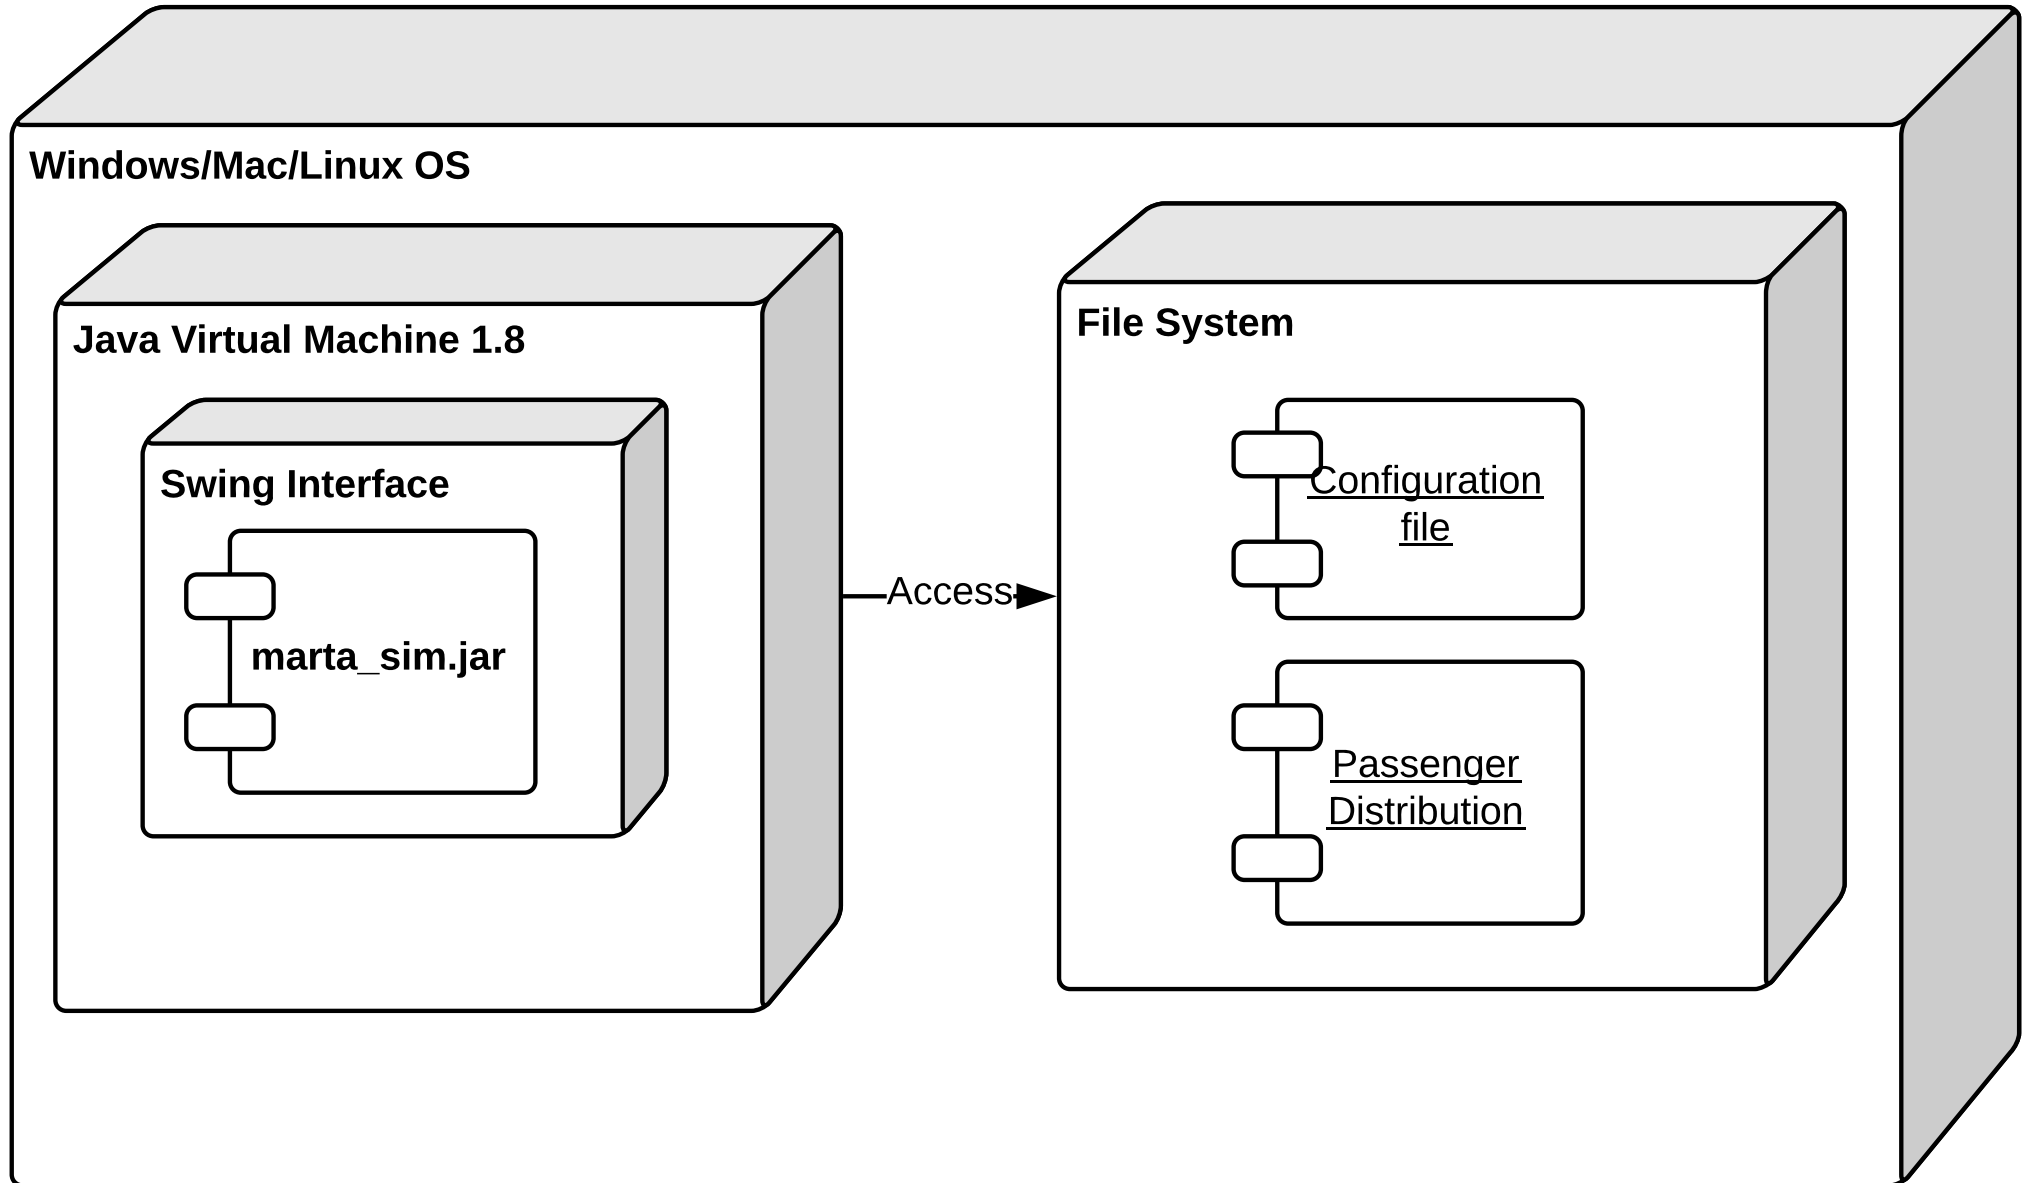 Windows/Mac/Linux OS
Java Virtual Machine 1.8
Swing Interface
marta_sim.jar
Access
File System
Configuration
file
Passenger
Distribution